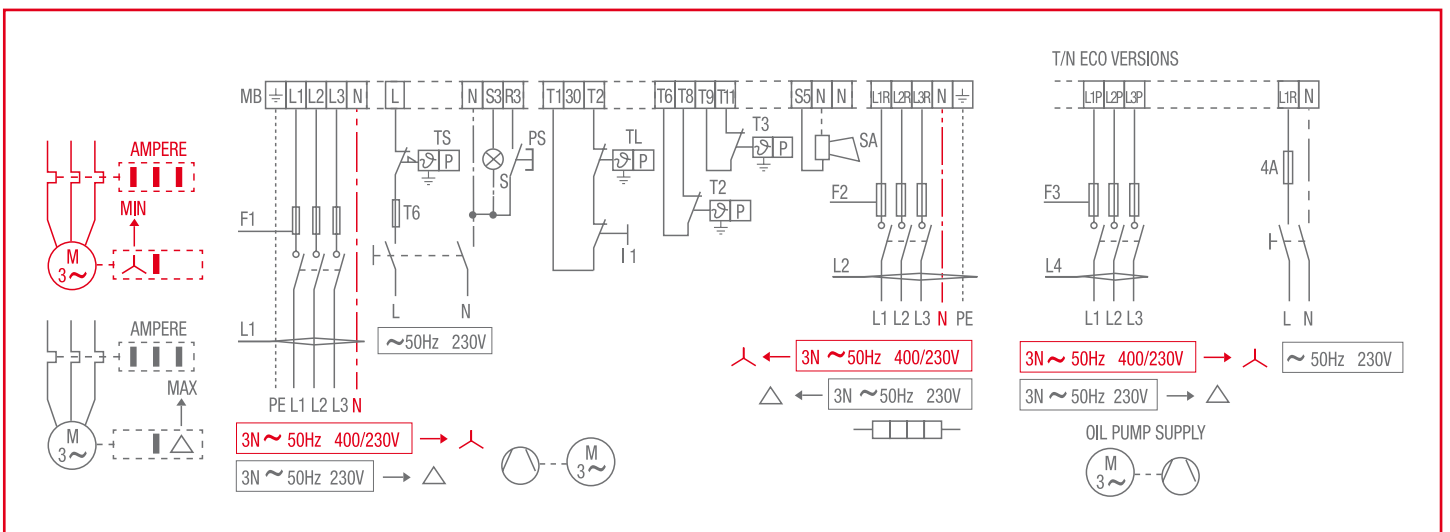 T/N ECO VERSIONS
MB L1 L2 L3 N L N S3 R3 T1 30 T2 T6 T8 T9 T11 S5 N N L1R L2R L3R N L1P L2P L3P L1R N
AMPERE
MIN
M
3~
AMPERE
MAX
M
3~
F1
L1
PE L1 L2 L3 N
3N ~ 50Hz 400/230V
3N ~ 50Hz 230V
M
3~
TS
P
T6
L N
~50Hz 230V
S
PS
TL
P
I1
T3
P
T2
P
SA
F2
L2
L1 L2 L3 N PE
3N ~ 50Hz 400/230V
3N ~ 50Hz 230V
F3
L4
L1 L2 L3
3N ~ 50Hz 400/230V
3N ~ 50Hz 230V
OIL PUMP SUPPLY
M
3~
4A
L N
~ 50Hz 230V